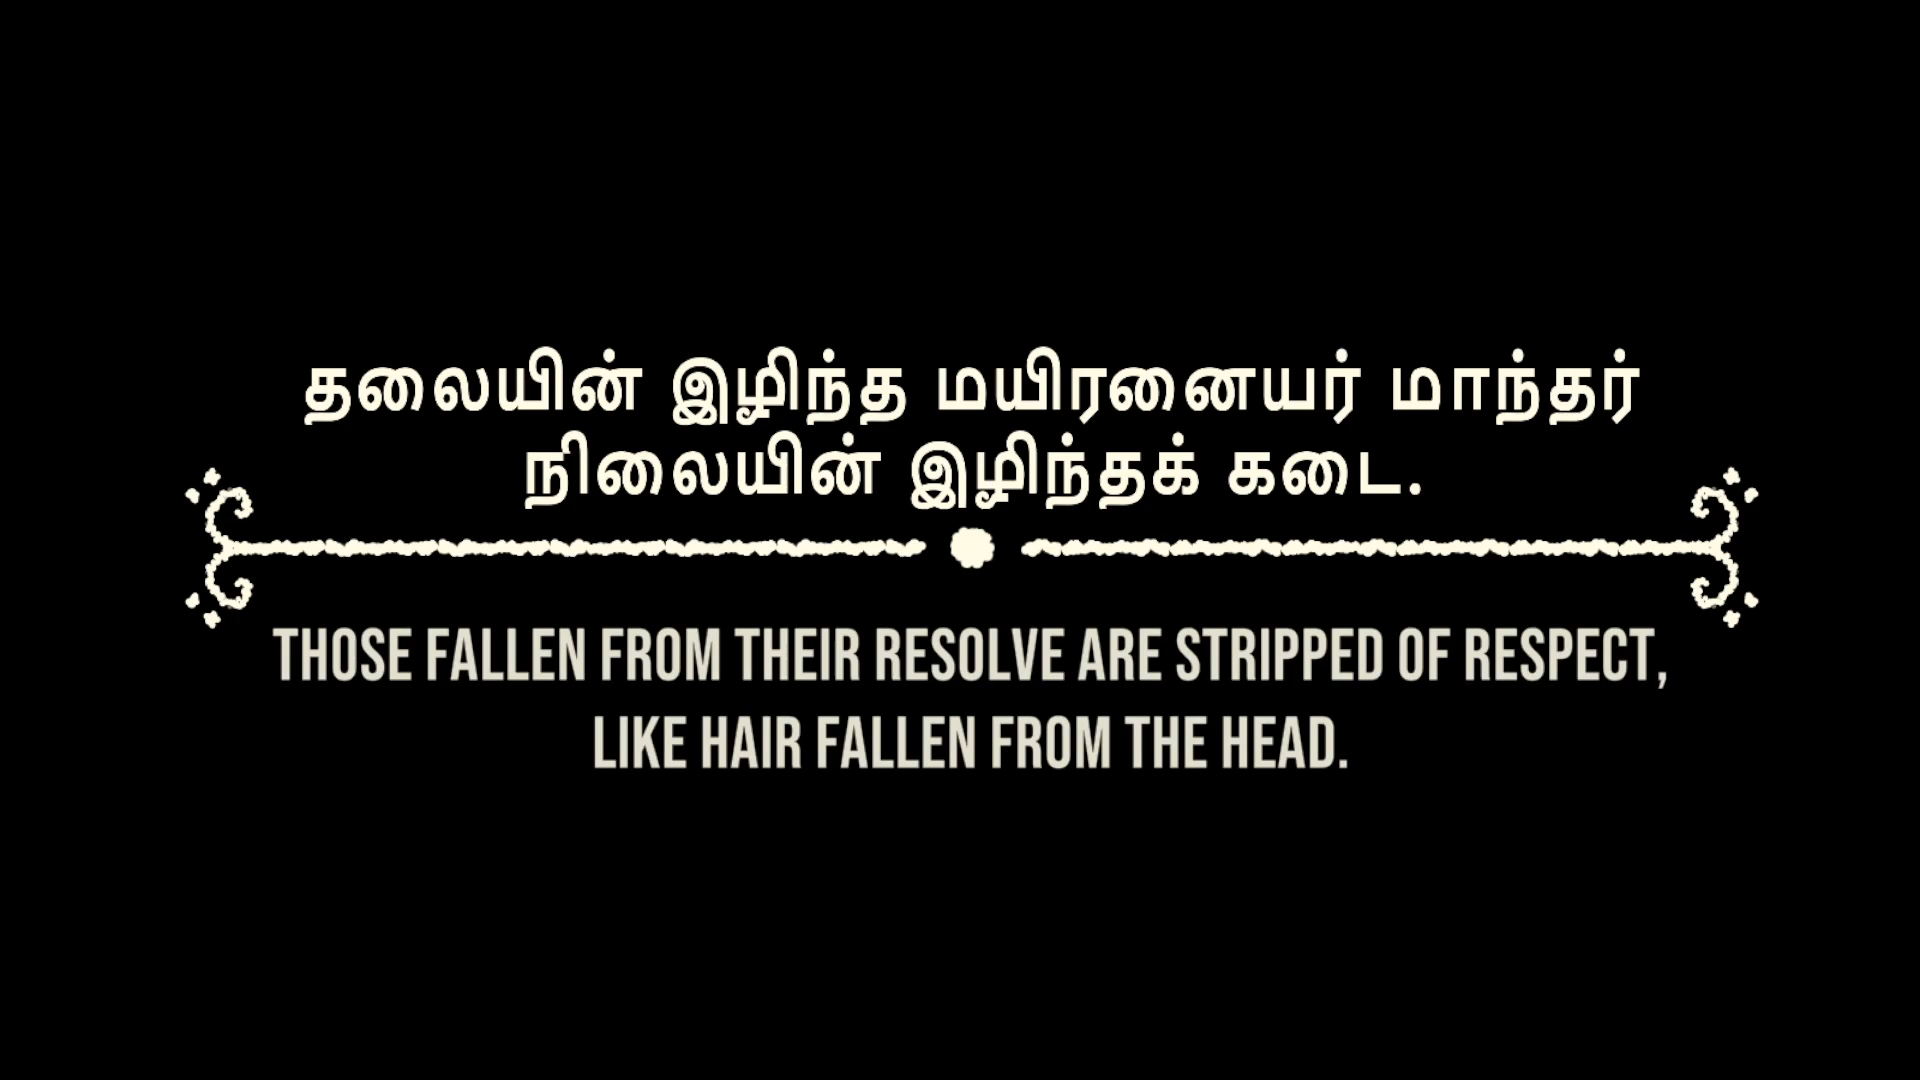 தலையின் இழிந்த மயிரனையர் மாந்தர்
நிலையின் இழிந்தக் கடை.
THOSE FALLEN FROM THEIR RESOLVE ARE STRIPPED OF RESPECT,
LIKE HAIR FALLEN FROM THE HEAD.